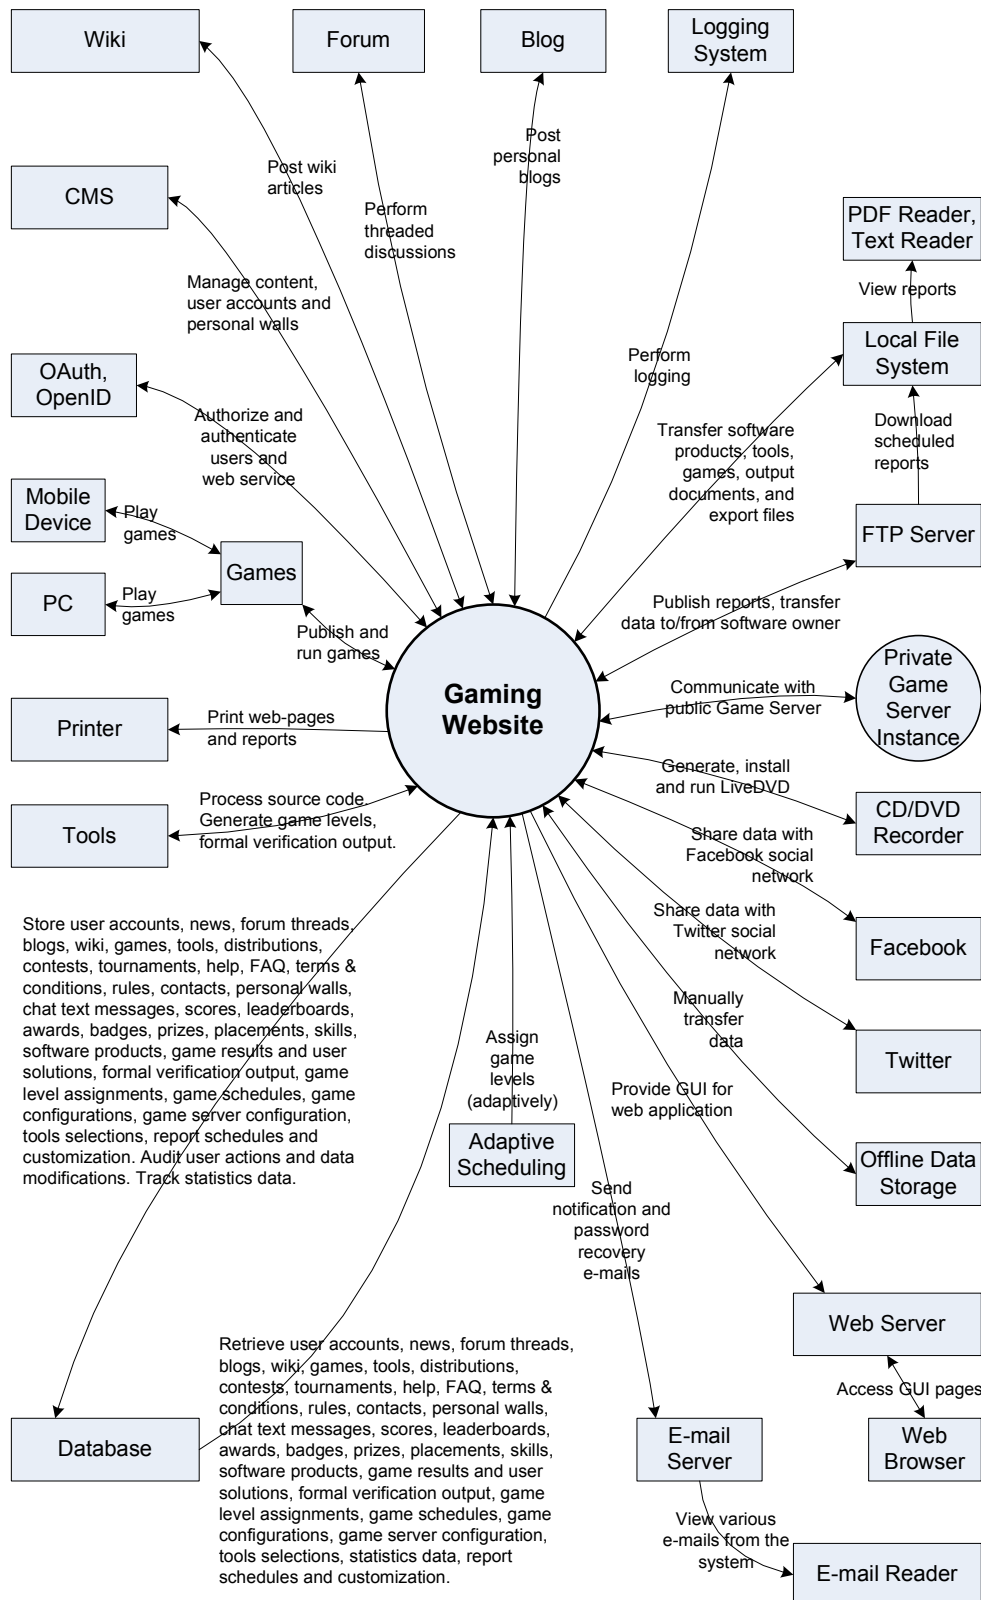 Wiki
Forum
Blog
Logging
System
Post
personal
blogs
Post wiki
articles
CMS
Perform
threaded
discussions
PDF Reader,
Text Reader
Manage content,
user accounts and
personal walls
View reports
Local File
System
Perform
logging
OAuth,
OpenID
Authorize and
authenticate
users and
web service
Transfer software
products, tools,
games, output
documents, and
export files
Download
scheduled
reports
Mobile
Device
Play
games
FTP Server
Games
PC
Play
games
Publish and
run games
Publish reports, transfer
data to/from software owner
Gaming
Website
Communicate with
public Game Server
Private
Game
Server
Instance
Printer
Print web-pages
and reports
Generate, install
and run LiveDVD
CD/DVD
Recorder
Tools
Process source code.
Generate game levels,
formal verification output.
Share data with
Facebook social
network
Facebook
Share data with
Twitter social
network
Store user accounts, news, forum threads,
blogs, wiki, games, tools, distributions,
contests, tournaments, help, FAQ, terms &
conditions, rules, contacts, personal walls,
chat text messages, scores, leaderboards,
awards, badges, prizes, placements, skills,
software products, game results and user
solutions, formal verification output, game
level assignments, game schedules, game
configurations, game server configuration,
tools selections, report schedules and
customization. Audit user actions and data
modifications. Track statistics data.
Manually
transfer
data
Twitter
Assign
game
levels
(adaptively)
Provide GUI for
web application
Adaptive
Scheduling
Offline Data
Storage
Send
notification and
password
recovery
e-mails
Web Server
Retrieve user accounts, news, forum threads,
blogs, wiki, games, tools, distributions,
contests, tournaments, help, FAQ, terms &
conditions, rules, contacts, personal walls,
chat text messages, scores, leaderboards,
awards, badges, prizes, placements, skills,
software products, game results and user
solutions, formal verification output, game
level assignments, game schedules, game
configurations, game server configuration,
tools selections, statistics data, report
schedules and customization.
Access GUI pages
Database
E-mail
Server
Web
Browser
View various
e-mails from the
system
E-mail Reader